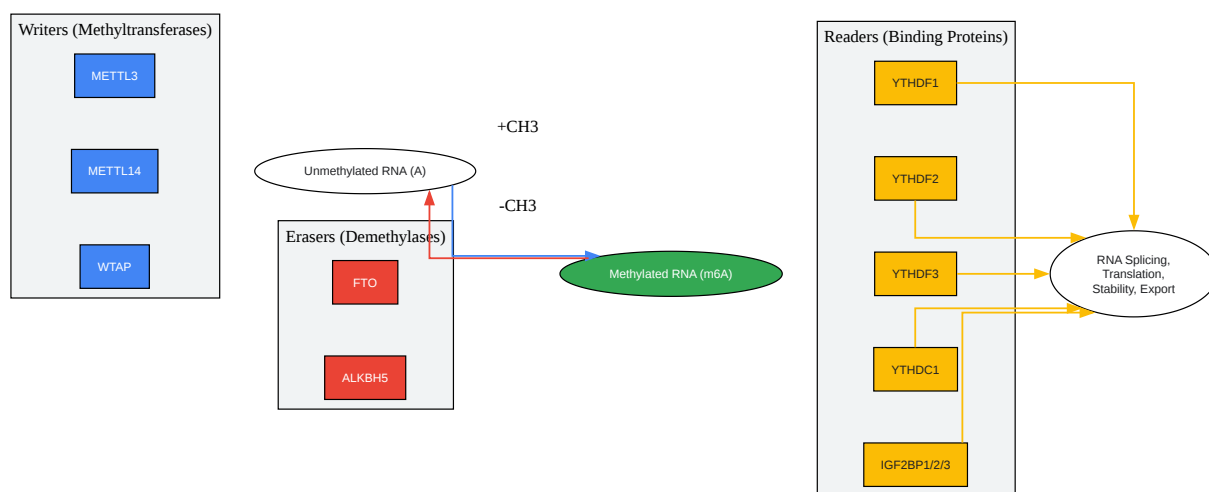 Writers (Methyltransferases)
METTL3
METTL14
WTAP
+CH3
Unmethylated RNA (A)
-CH3
Erasers (Demethylases)
FTO
ALKBH5
Methylated RNA (m6A)
Readers (Binding Proteins)
YTHDF1
YTHDF2
YTHDF3
YTHDC1
IGF2BP1/2/3
RNA Splicing,
Translation,
Stability, Export